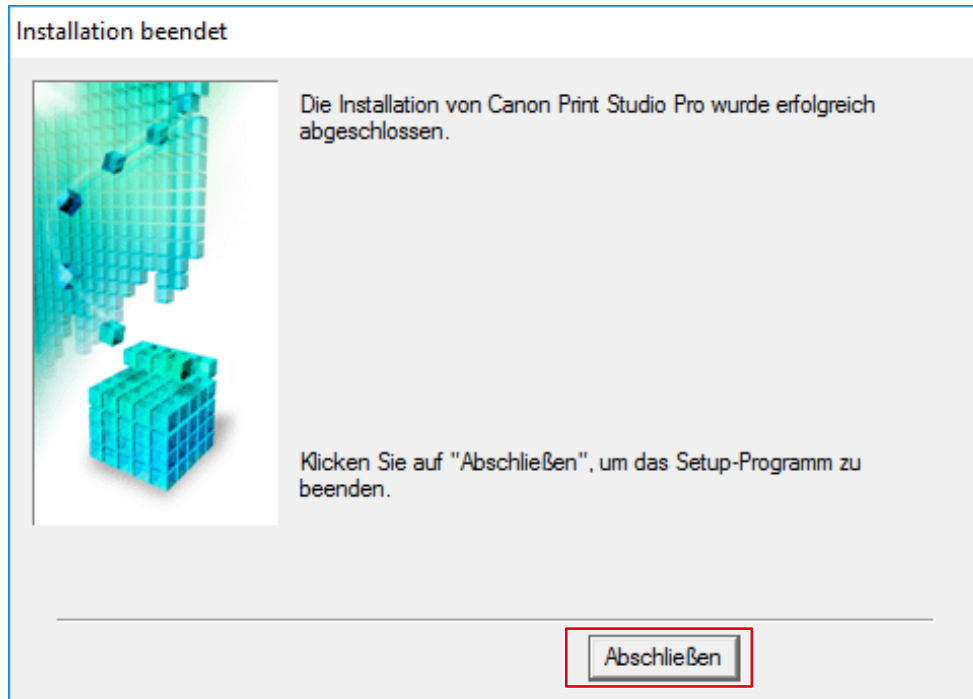 Installation beendet
Die Installation von Canon Print Studio Pro wurde erfolgreich
abgeschlossen.
Klicken Sie auf "Abschließen", um das Setup-Programm zu
beenden.
Abschließen